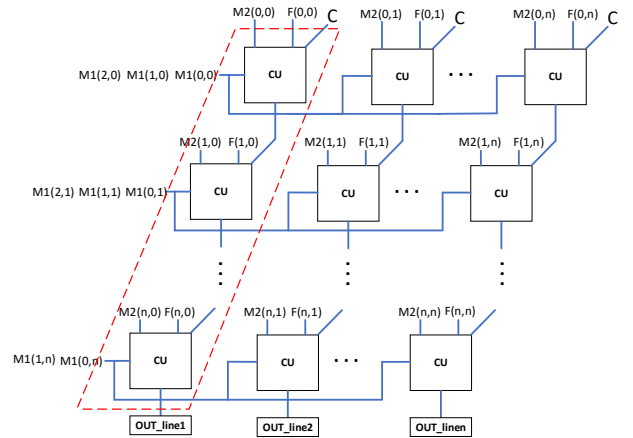 M2(0,0) F(0,0) C M2(0,1) F(0,1) C M2(0,n) F(0,n) C
M1(2,0) M1(1,0) M1(0,0) CU CU ... CU
M2(1,0) F(1,0) M2(1,1) F(1,1) M2(1,n) F(1,n)
M1(2,1) M1(1,1) M1(0,1) CU CU ... CU
M2(n,0) F(n,0) M2(n,1) F(n,1) M2(n,n) F(n,n)
M1(1,n) M1(0,n) CU CU ... CU
OUT_line1 OUT_line2 OUT_linen